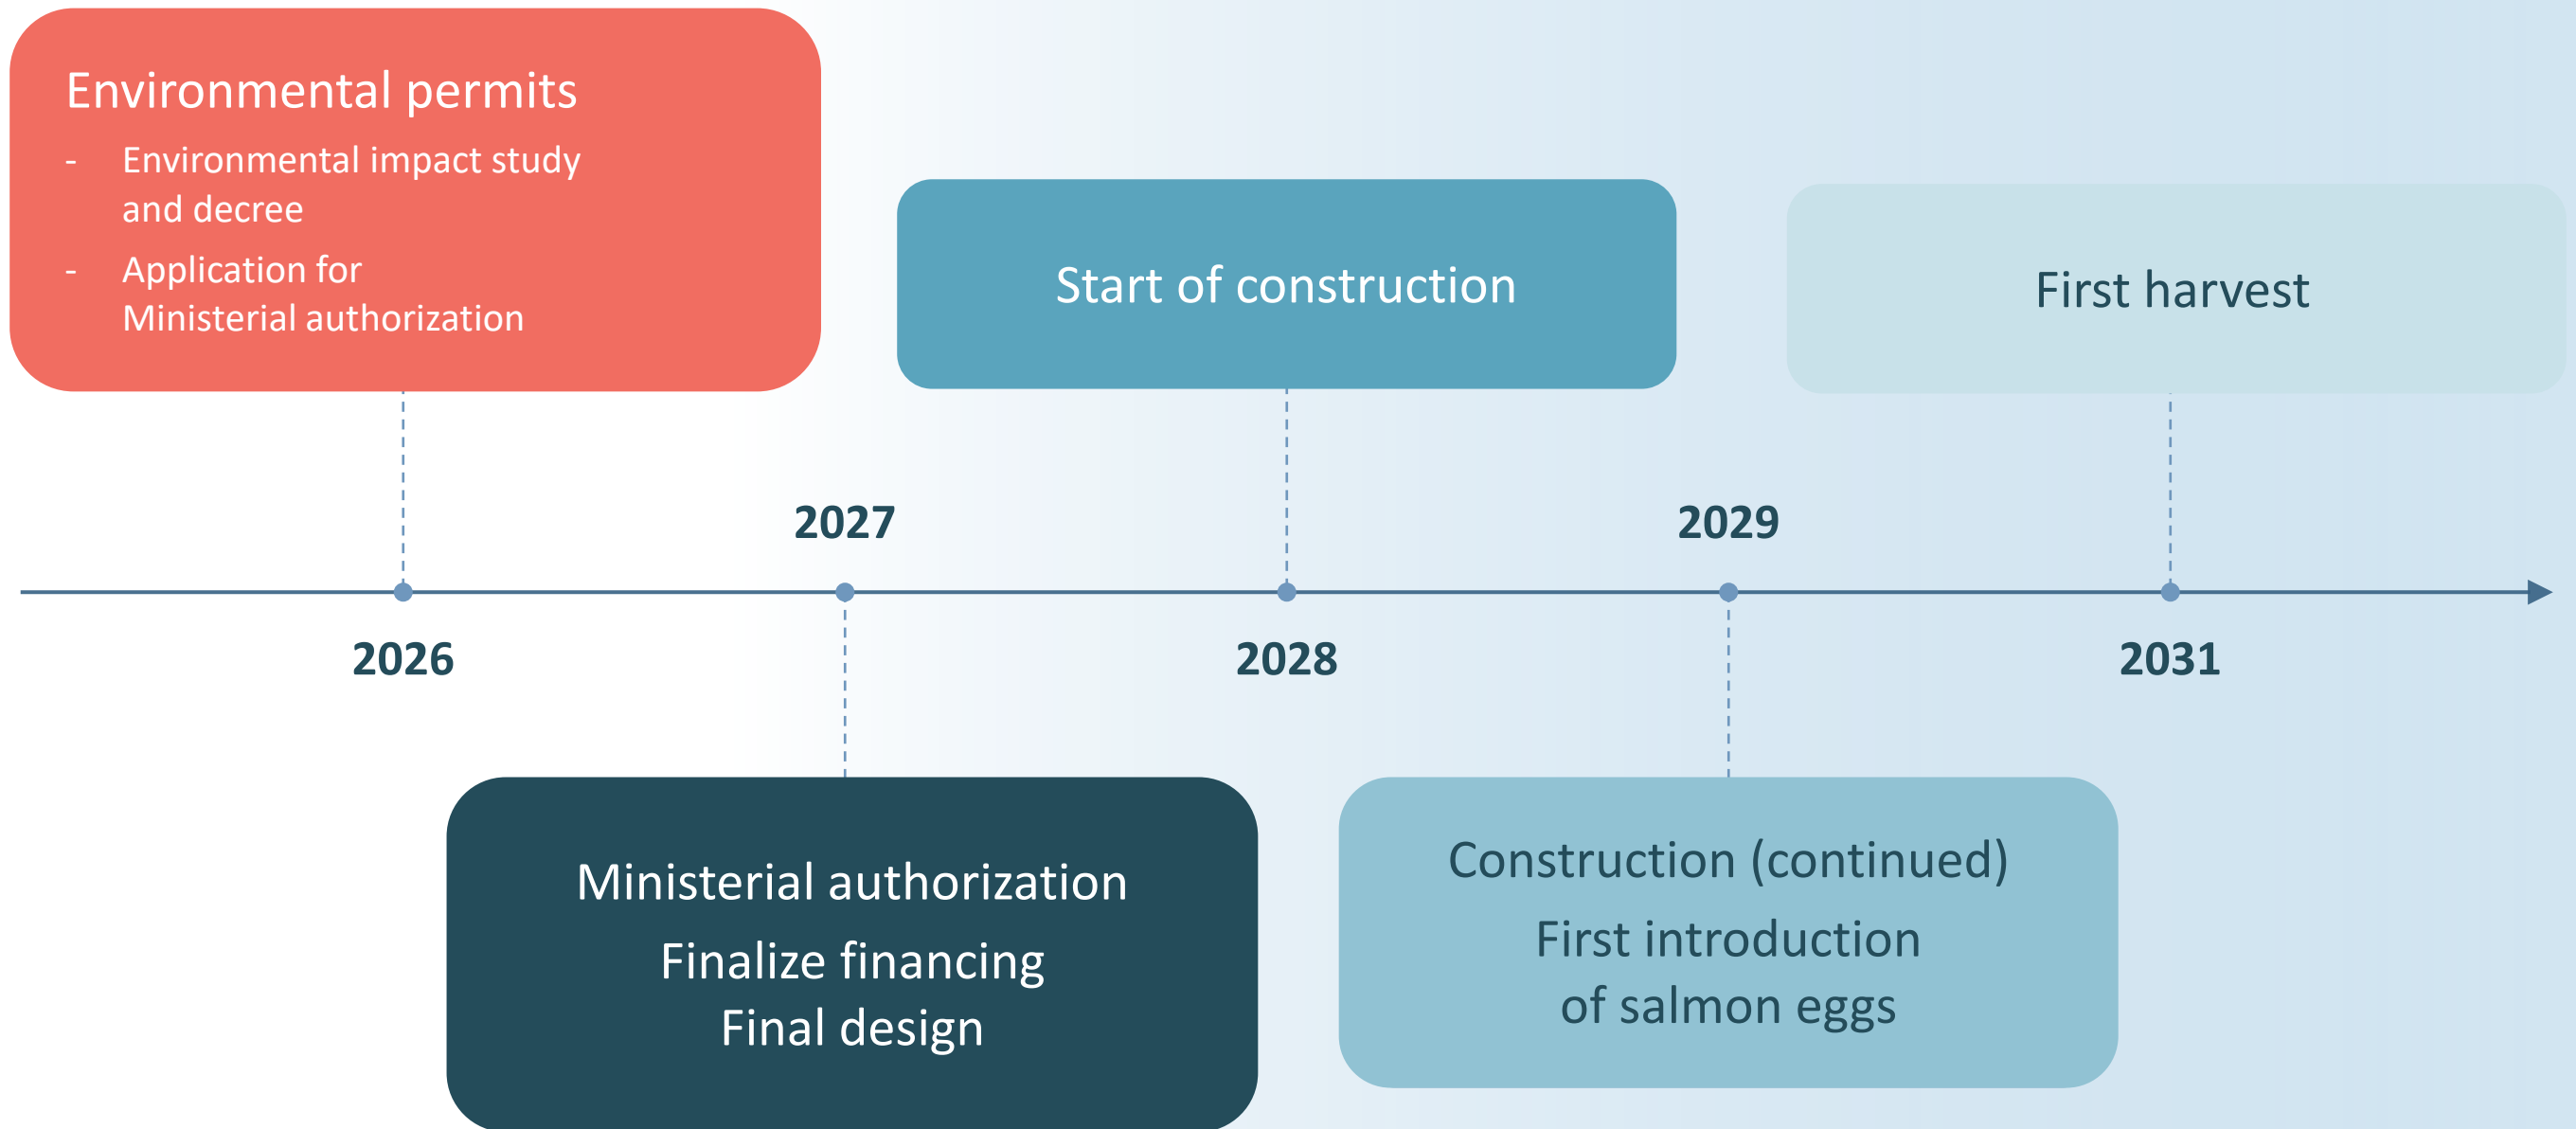 Environmental permits
- Environmental impact study
and decree
- Application for
Ministerial authorization
Start of construction
First harvest
2027
2029
2026
2028
2031
Ministerial authorization
Finalize financing
Final design
Construction (continued)
First introduction
of salmon eggs